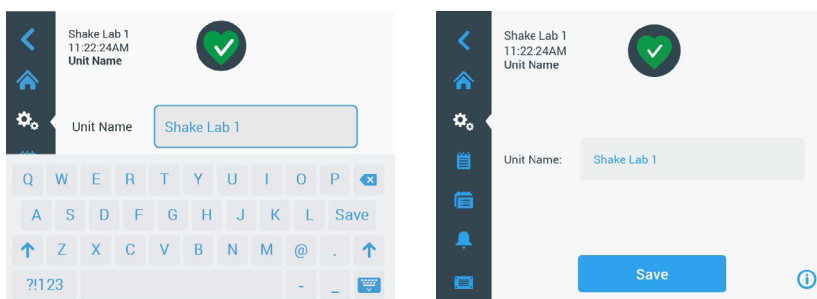 Shake Lab 1
11:22:24AM
Unit Name
Unit Name
Shake Lab 1
Q W E R T Y U I O P
A S D F G H J K L Save
Z X C V B N M @ .
?!123 - _
Shake Lab 1
11:22:24AM
Unit Name
Unit Name:
Shake Lab 1
Save